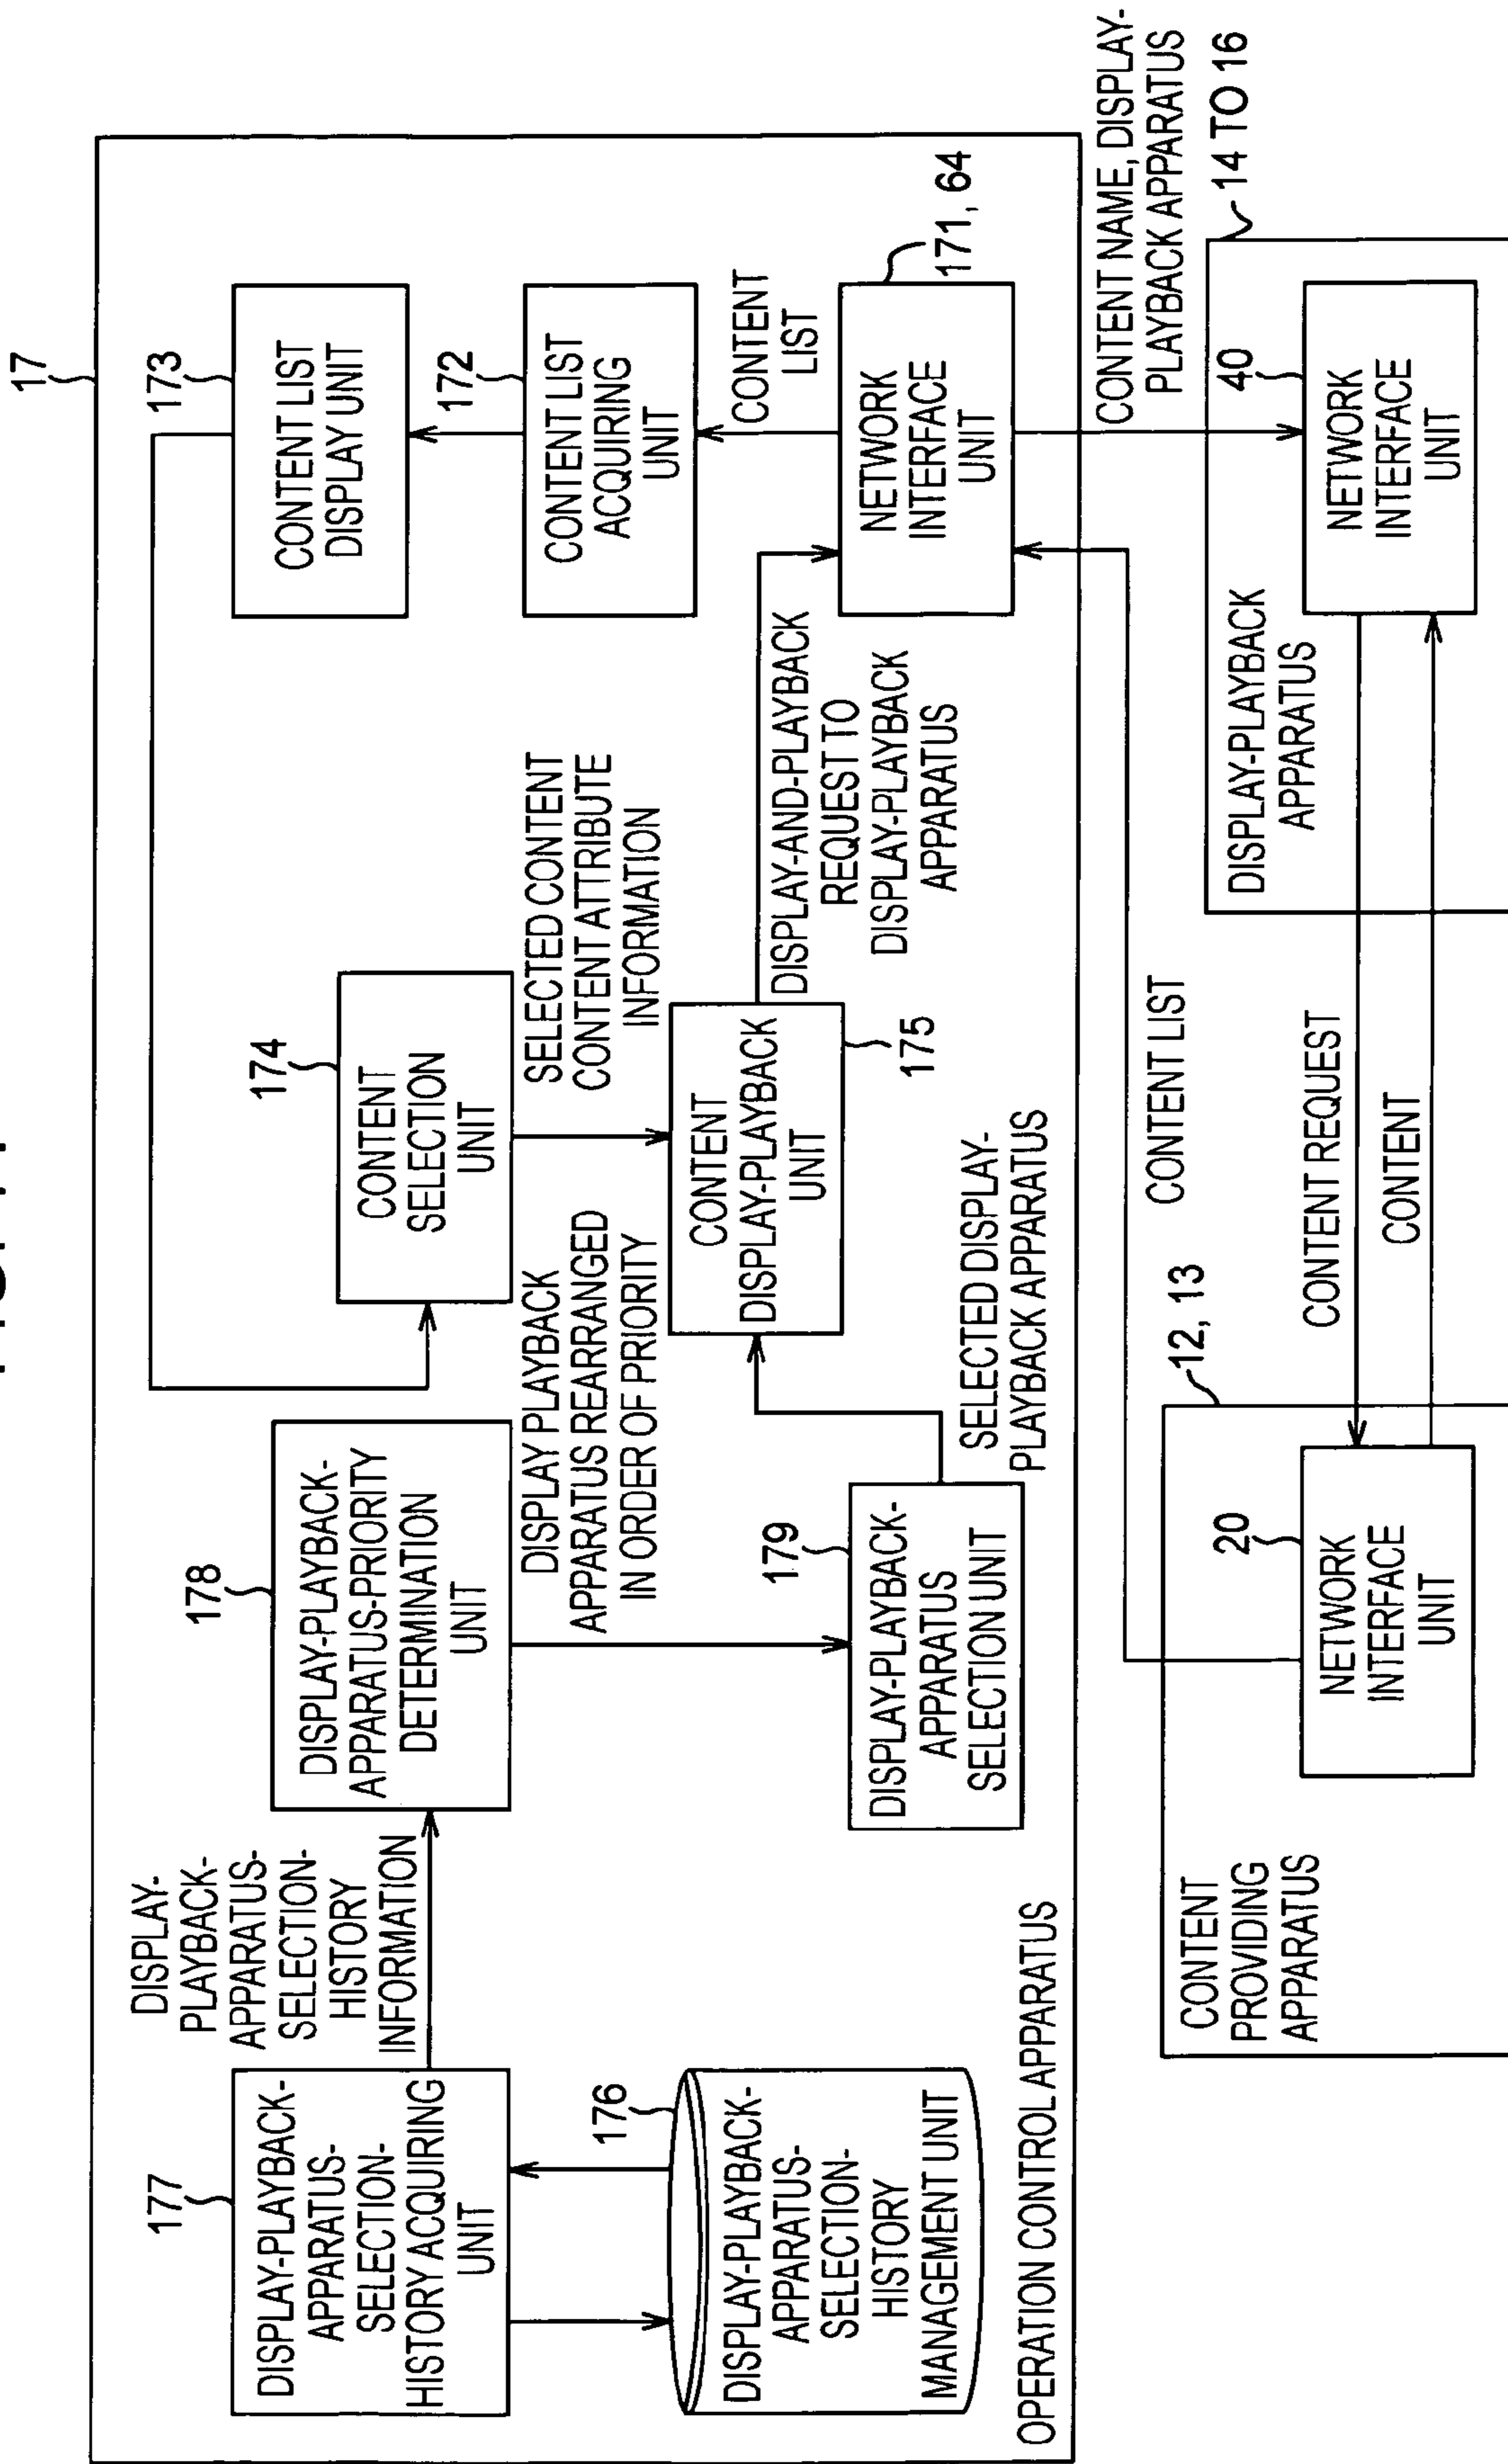 17
177
DISPLAY-PLAYBACK-
APPARATUS-
SELECTION-
HISTORY ACQUIRING
UNIT
DISPLAY-
PLAYBACK-
APPARATUS-
SELECTION-
HISTORY
INFORMATION
178
DISPLAY-PLAYBACK-
APPARATUS-PRIORITY
DETERMINATION
UNIT
174
CONTENT
SELECTION
UNIT
173
CONTENT LIST
DISPLAY UNIT
176
DISPLAY-PLAYBACK-
APPARATUS-
SELECTION-
HISTORY
MANAGEMENT UNIT
DISPLAY PLAYBACK
APPARATUS REARRANGED
IN ORDER OF PRIORITY
SELECTED CONTENT
CONTENT ATTRIBUTE
INFORMATION
172
CONTENT LIST
ACQUIRING
UNIT
179
DISPLAY-PLAYBACK-
APPARATUS
SELECTION UNIT
CONTENT
DISPLAY-PLAYBACK
UNIT
175
DISPLAY-AND-PLAYBACK
REQUEST TO
DISPLAY-PLAYBACK
APPARATUS
CONTENT
LIST
NETWORK
INTERFACE
UNIT
171, 64
SELECTED DISPLAY-
PLAYBACK APPARATUS
OPERATION CONTROL APPARATUS
CONTENT LIST
CONTENT NAME, DISPLAY-
PLAYBACK APPARATUS
12, 13
CONTENT
PROVIDING
APPARATUS
20
NETWORK
INTERFACE
UNIT
CONTENT REQUEST
CONTENT
14 TO 16
DISPLAY-PLAYBACK
APPARATUS
40
NETWORK
INTERFACE
UNIT